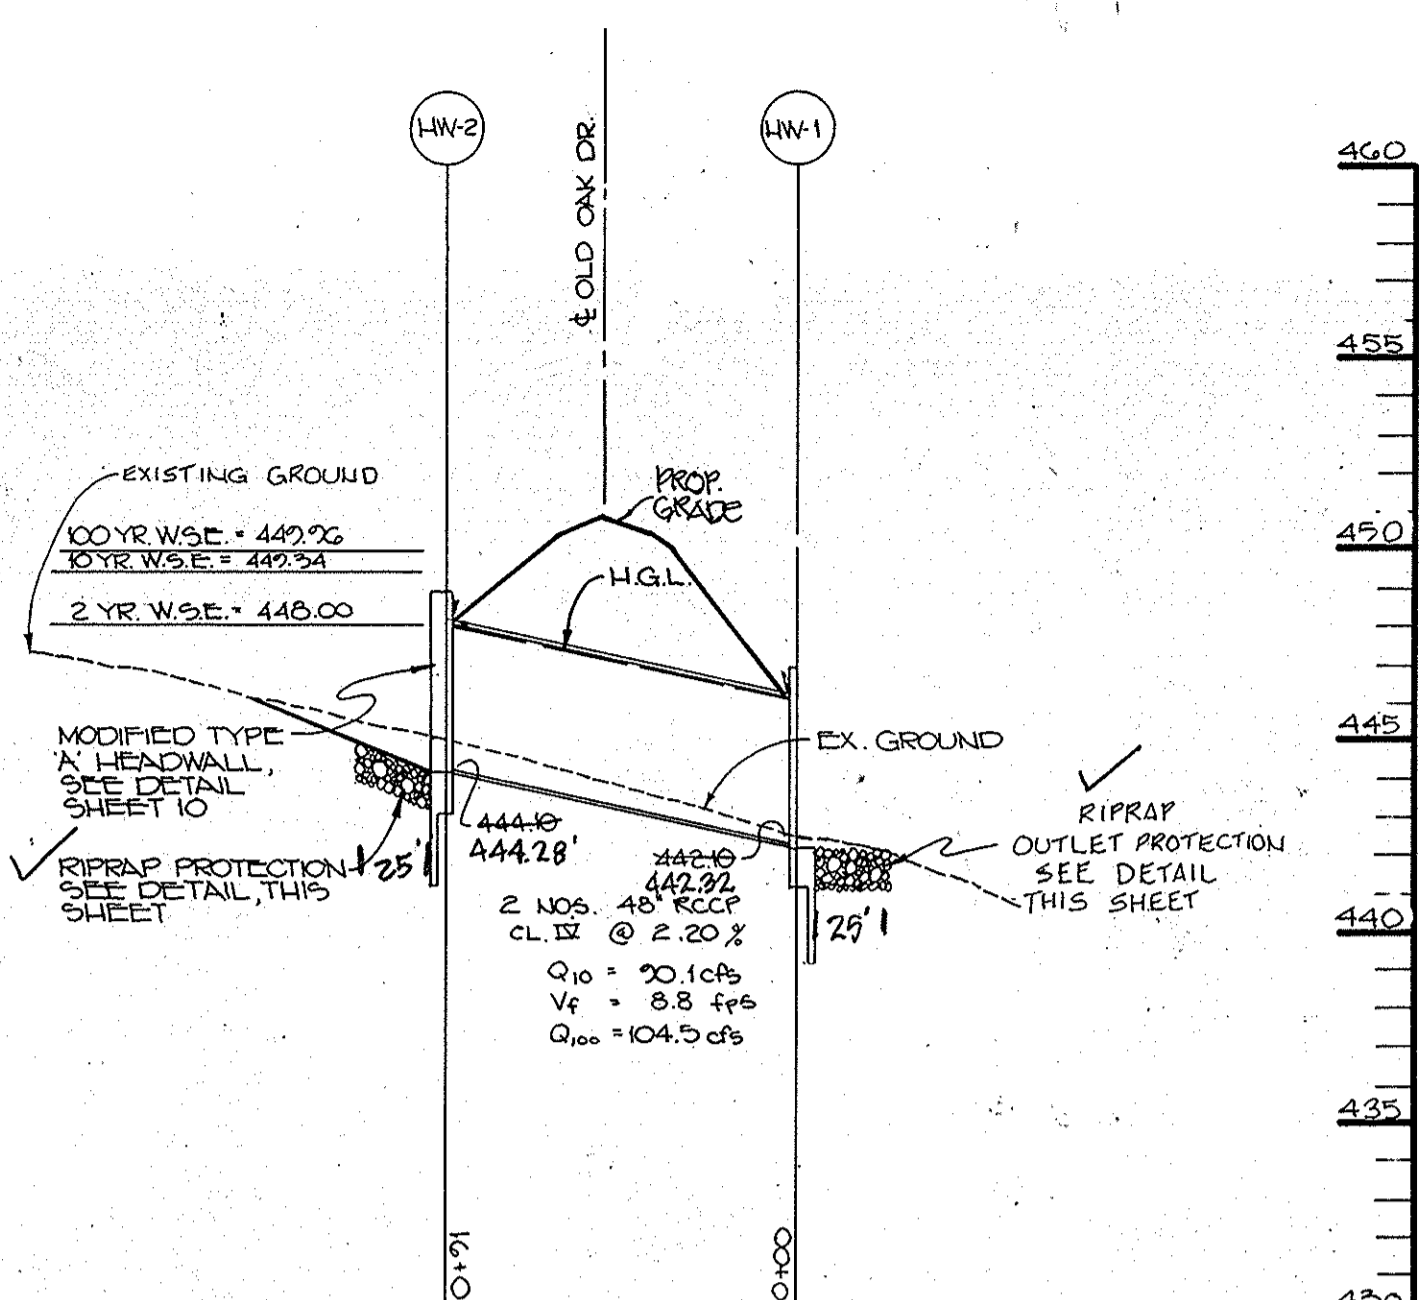 HW-2
HW-1
℄ OLD OAK DR.
460
455
450
445
440
435
430
EXISTING GROUND
100 YR. W.S.E. = 449.96
10 YR. W.S.E. = 449.34
2 YR. W.S.E. = 448.00
PROP.
GRADE
H.G.L.
MODIFIED TYPE
'A' HEADWALL,
SEE DETAIL
SHEET 10
EX. GROUND
RIPRAP
OUTLET PROTECTION
SEE DETAIL
THIS SHEET
444.10
444.28'
RIPRAP PROTECTION
SEE DETAIL, THIS
SHEET
25'
442.10
442.32
2 NOS. 48" RCCP
CL. IV @ 2.20 %
25'
Q10 = 90.1 cfs
Vf = 8.8 fps
Q100 = 104.5 cfs
0+91
0+00